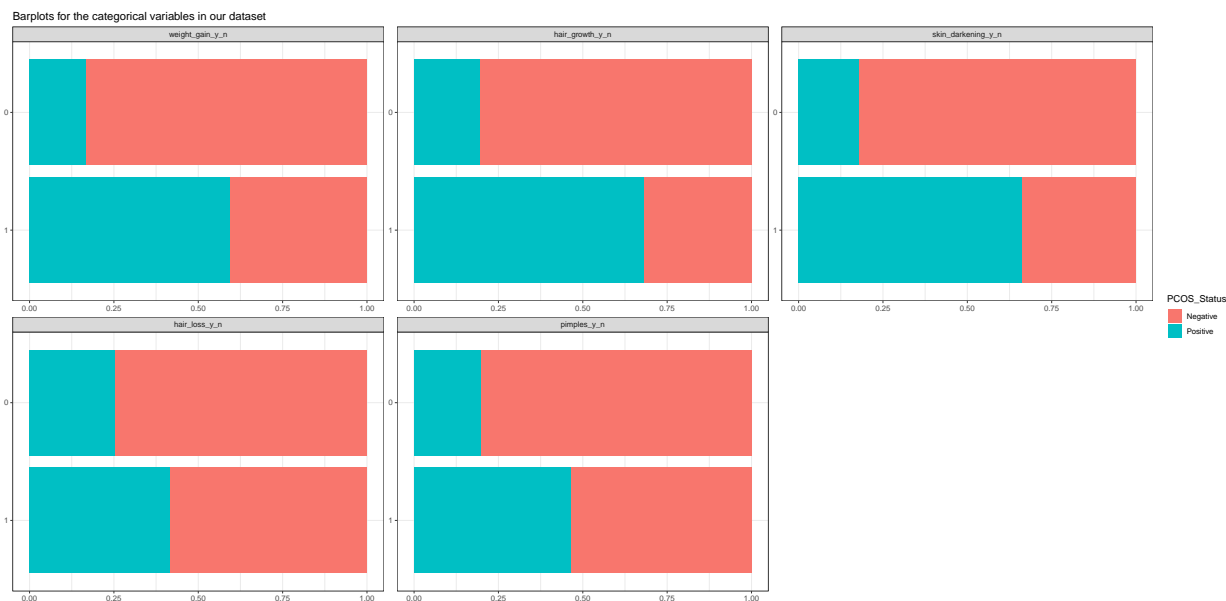 Barplots for the categorical variables in our dataset
weight_gain_y_n
hair_growth_y_n
skin_darkening_y_n
0
1
0
1
0
1
0.00 0.25 0.50 0.75 1.00
0.00 0.25 0.50 0.75 1.00
0.00 0.25 0.50 0.75 1.00
PCOS_Status
Negative
Positive
hair_loss_y_n
pimples_y_n
0
1
0
1
0.00 0.25 0.50 0.75 1.00
0.00 0.25 0.50 0.75 1.00